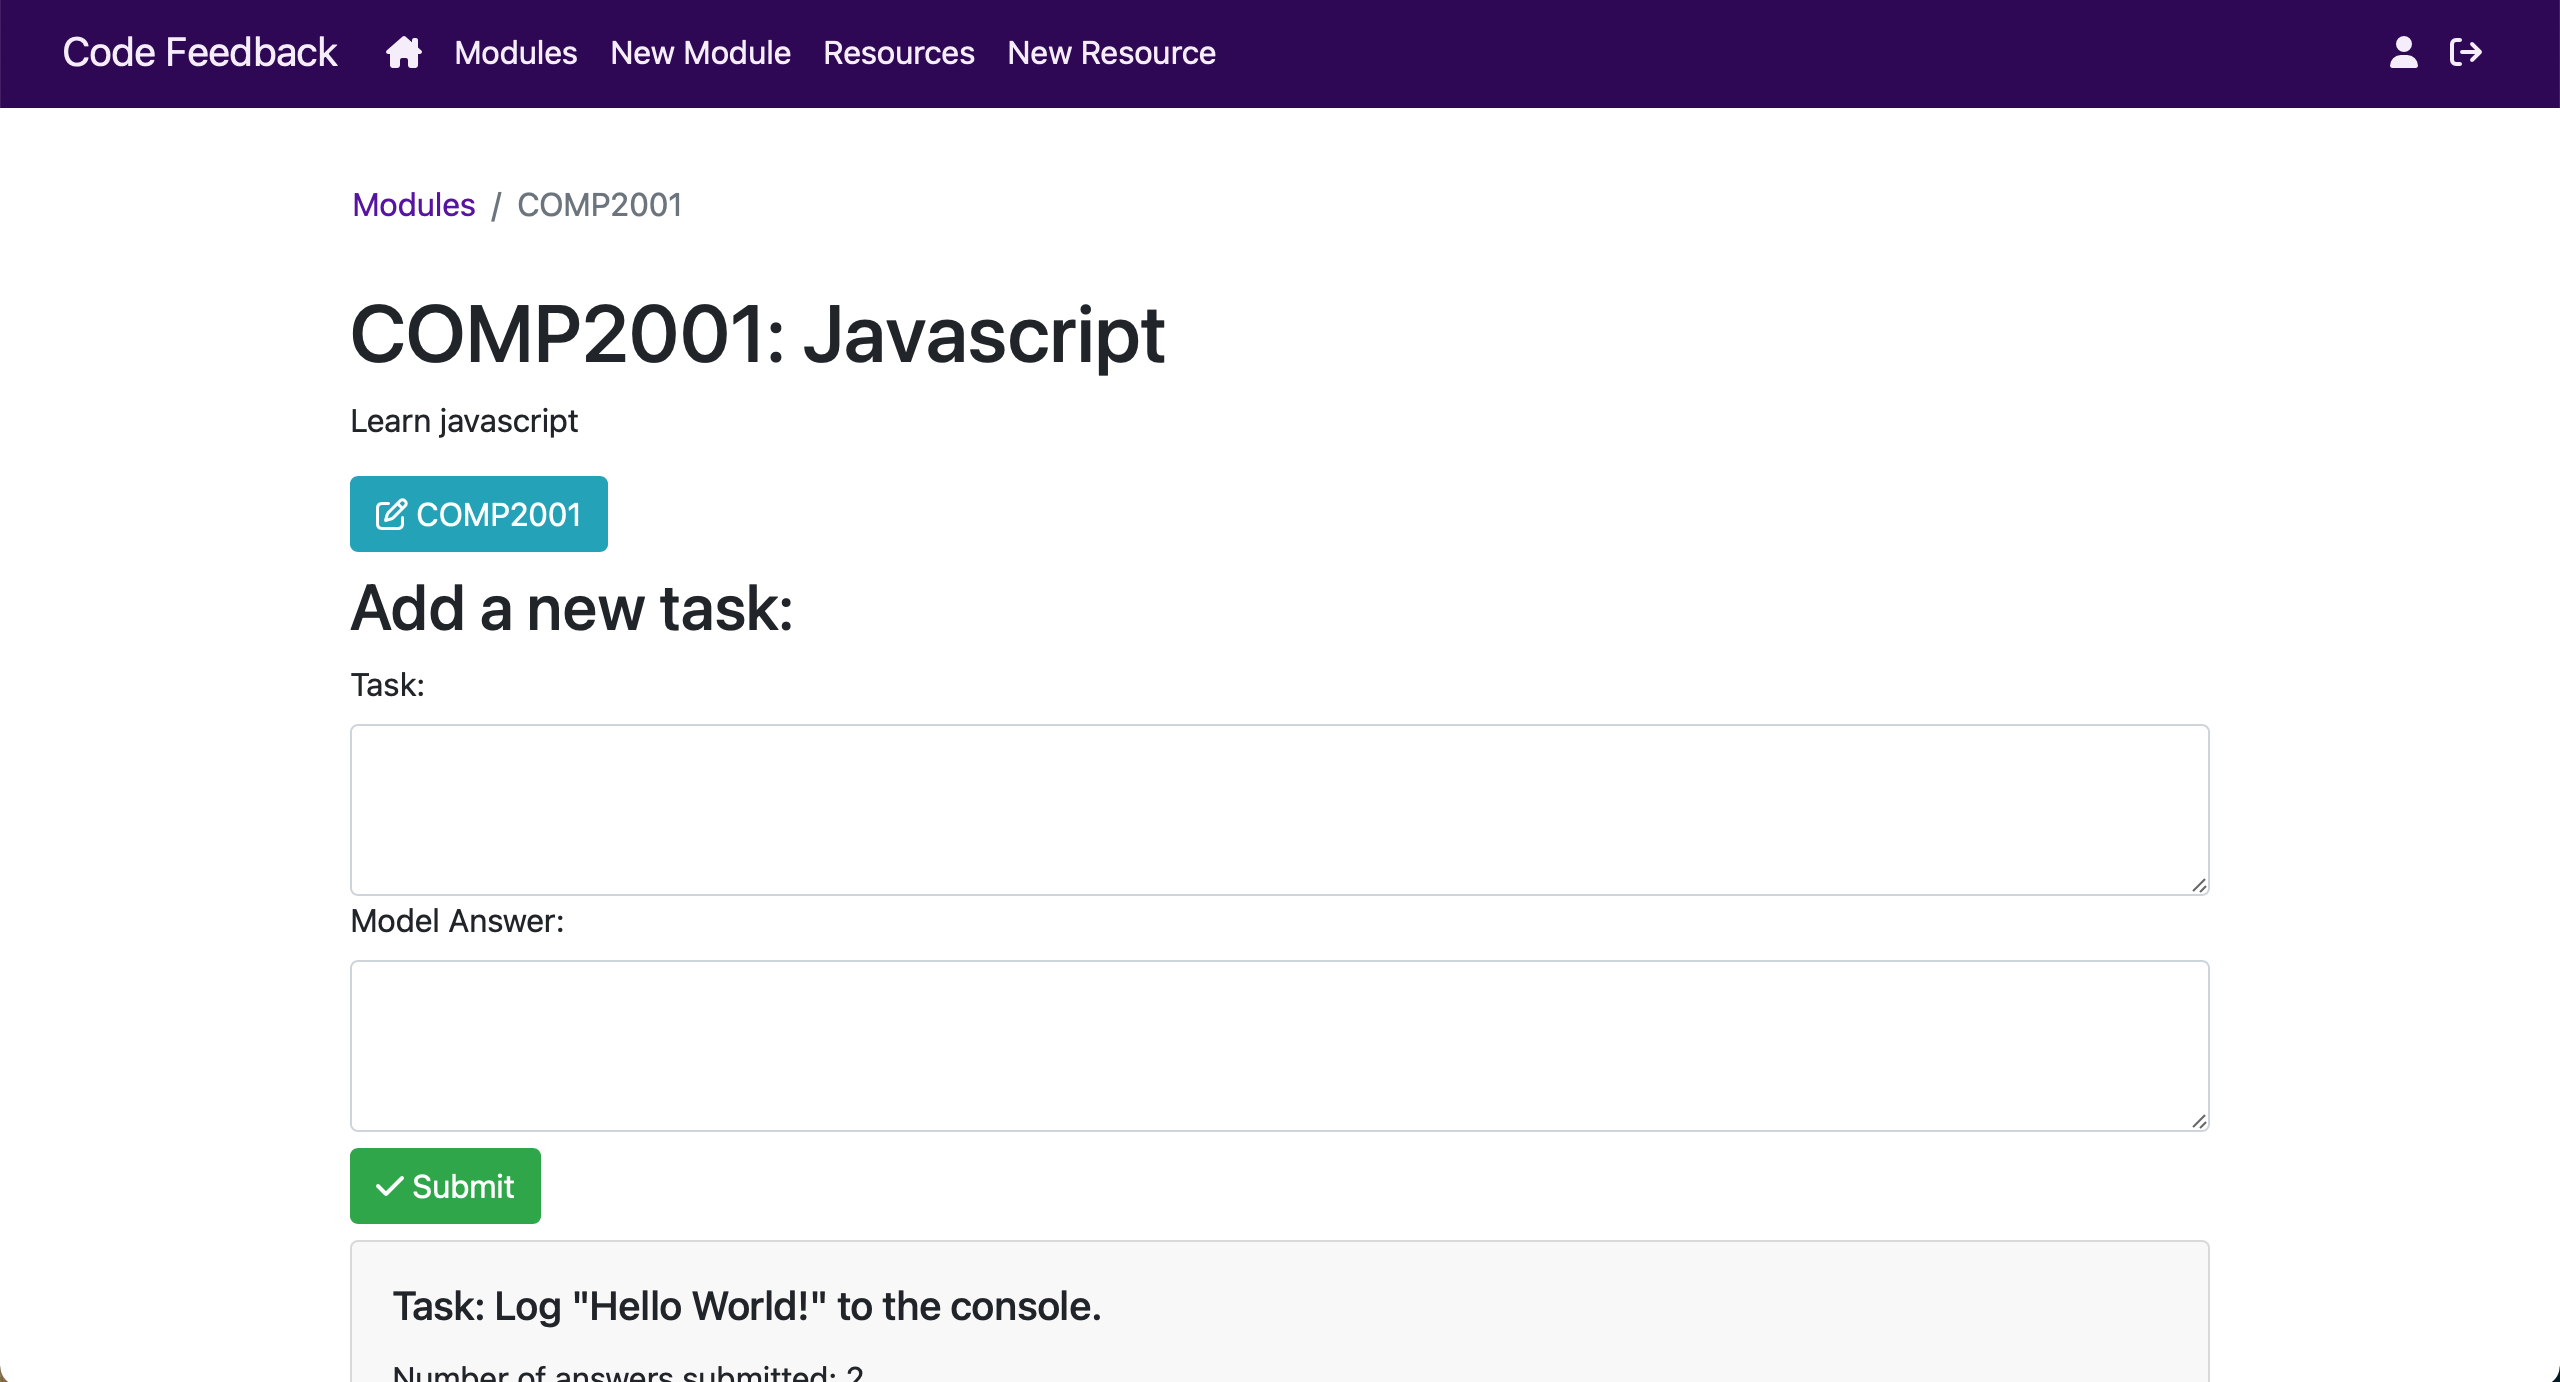 Code Feedback Modules New Module Resources New Resource
Modules / COMP2001
COMP2001: Javascript
Learn javascript
COMP2001
Add a new task:
Task:
Model Answer:
Submit
Task: Log "Hello World!" to the console.
Number of answers submitted: 2